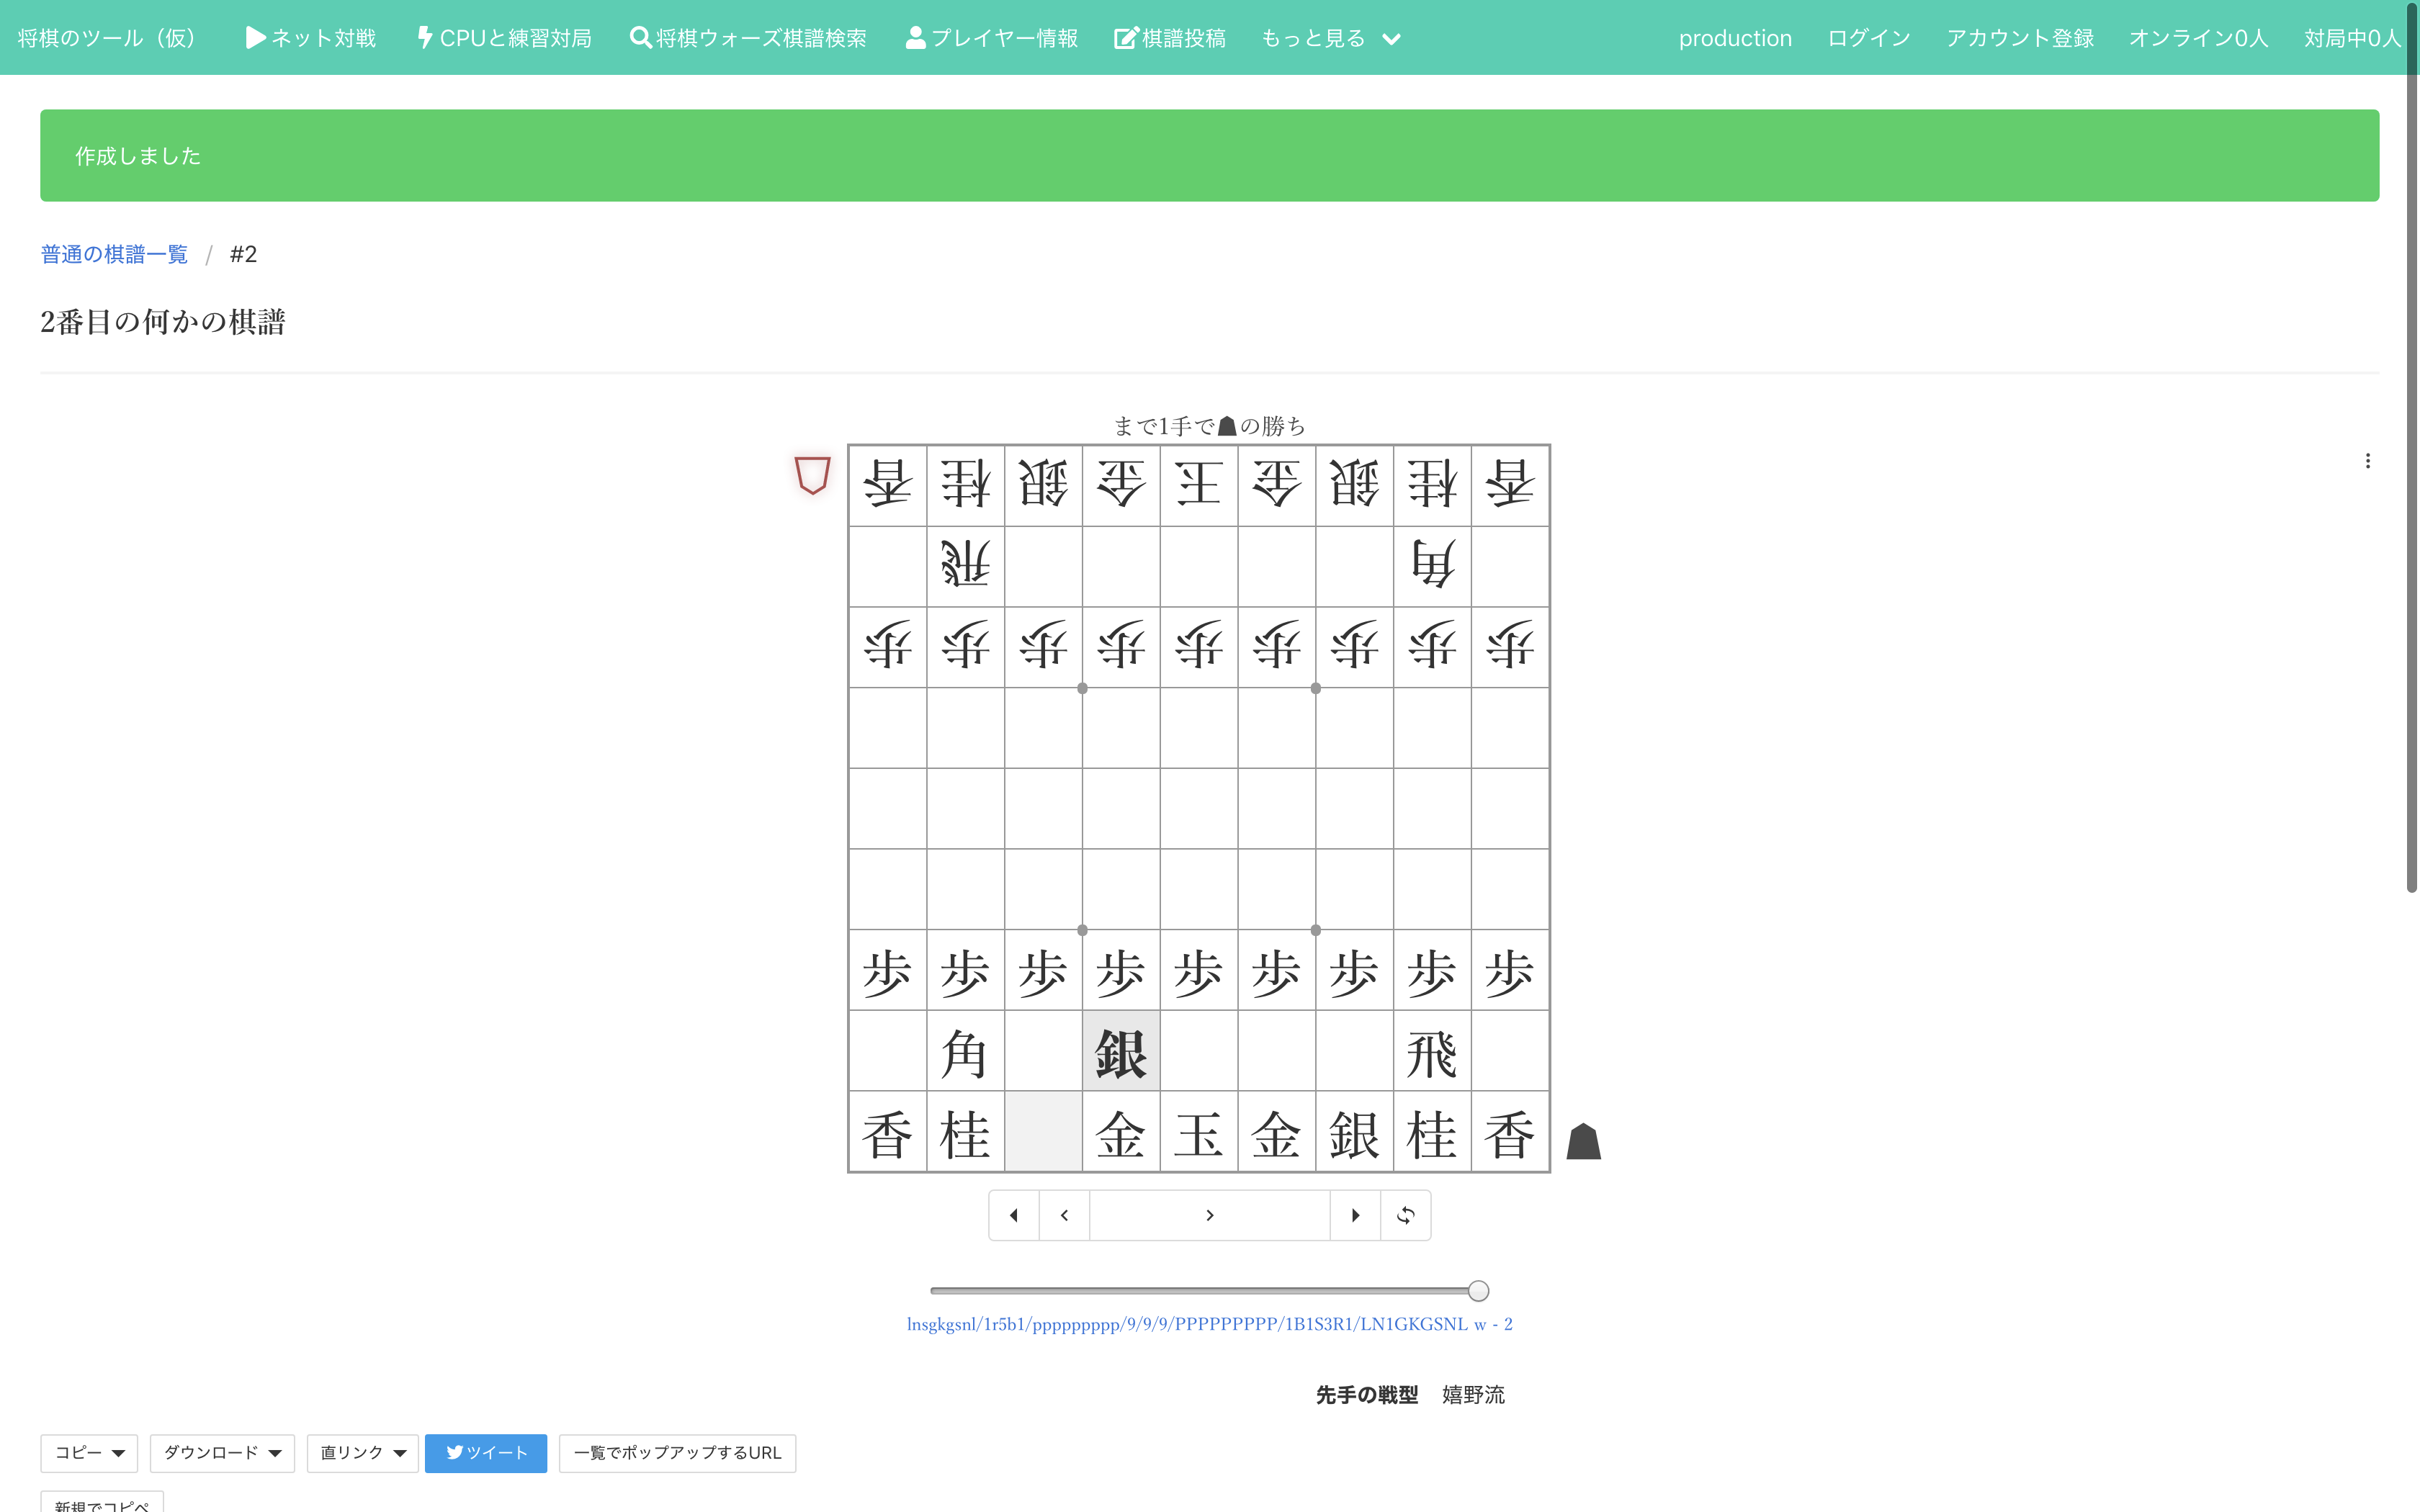 将棋のツール（仮） ネット対戦 CPUと練習対局 将棋ウォーズ棋譜検索 プレイヤー情報 棋譜投稿 もっと見る production ログイン アカウント登録 オンライン0人 対局中0人
作成しました
普通の棋譜一覧 / #2
2番目の何かの棋譜
まで1手で☗の勝ち
香桂銀金王金銀桂香
飛角
歩歩歩歩歩歩歩歩歩
歩歩歩歩歩歩歩歩歩
角銀飛
香桂金玉金銀桂香
lnsgkgsnl/1r5b1/ppppppppp/9/9/9/PPPPPPPPP/1B1S3R1/LN1GKGSNL w - 2
先手の戦型 嬉野流
コピー ダウンロード 直リンク ツイート 一覧でポップアップするURL
新規でコピペ